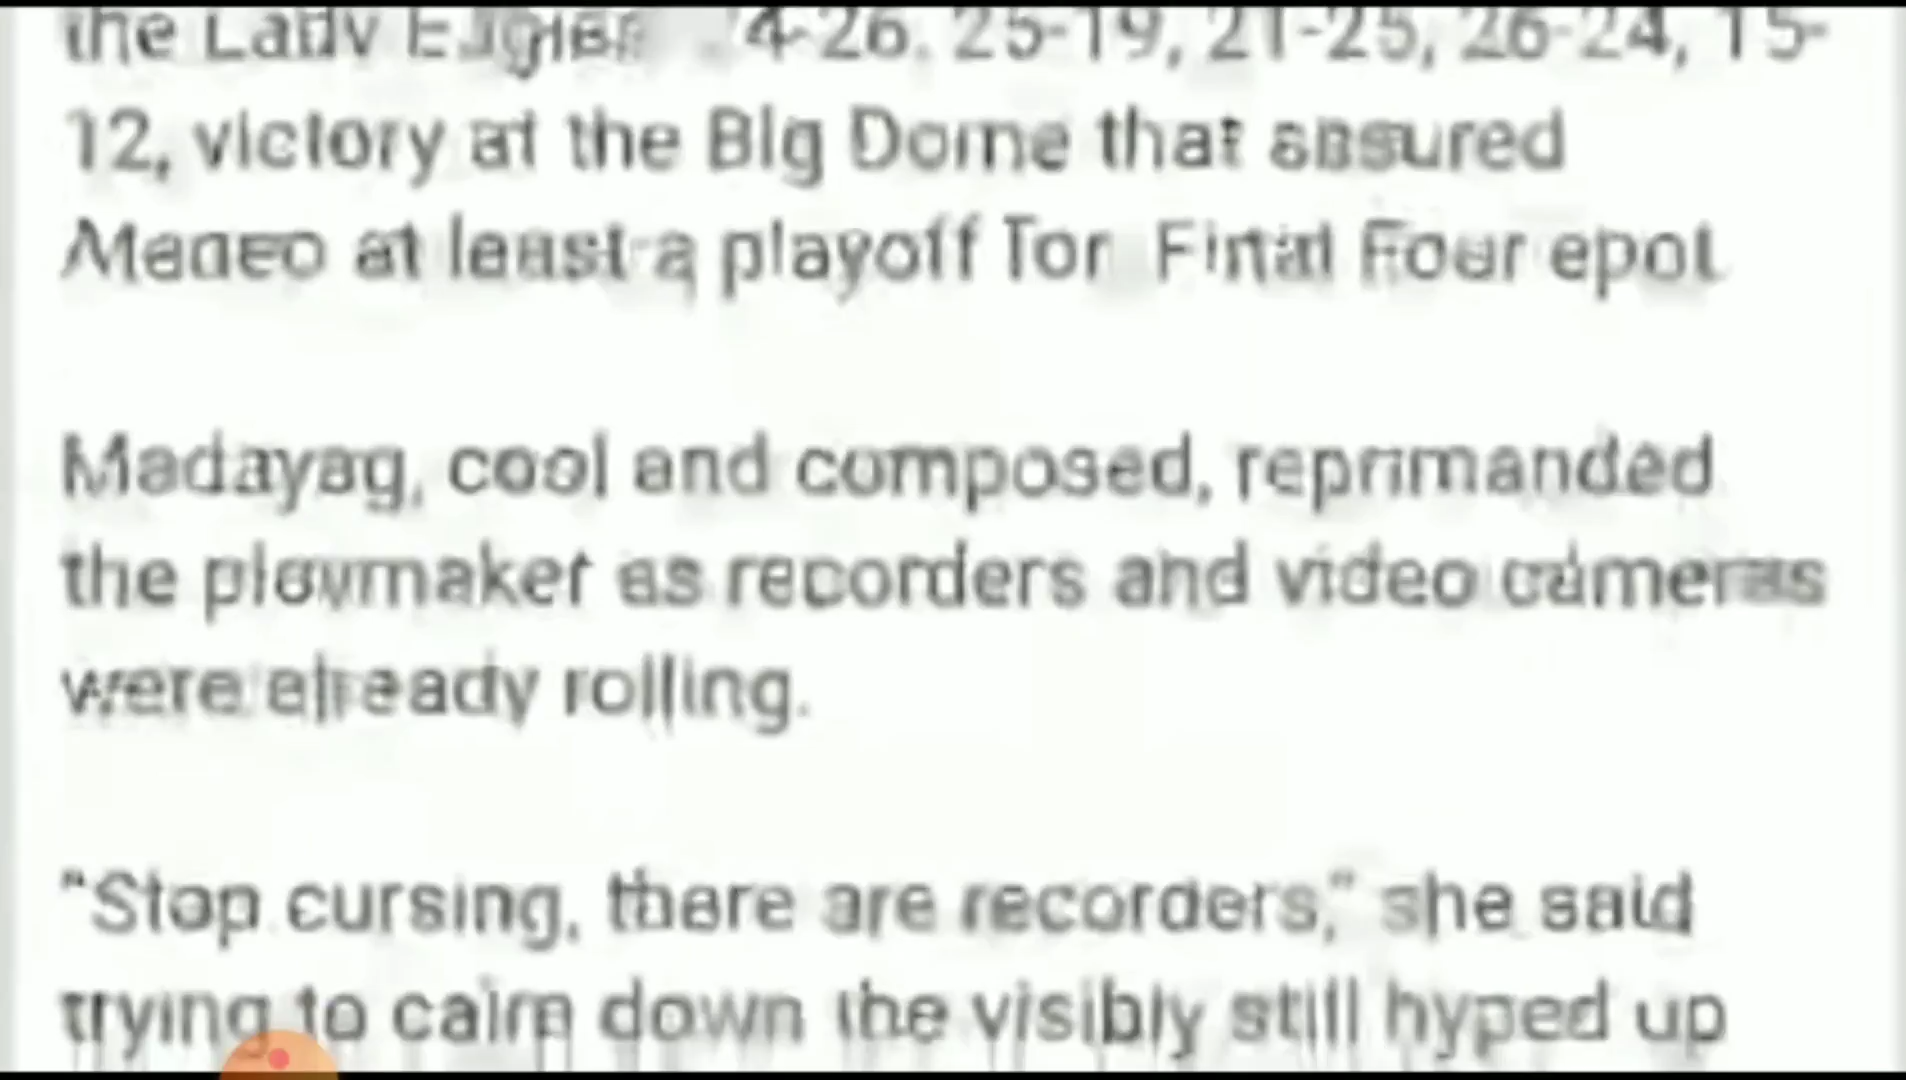 the Lady Eagles 4-26, 25-19, 21-25, 26-24, 15-
12, victory at the Big Dome that assured
at least a playoff for Final Four spot
Madayag, cool and composed, reprimanded
the playmaker as recorders and video cameras
were already rolling.
"Stop cursing, there are recorders," she said
trying to calm down the visibly still hyped up